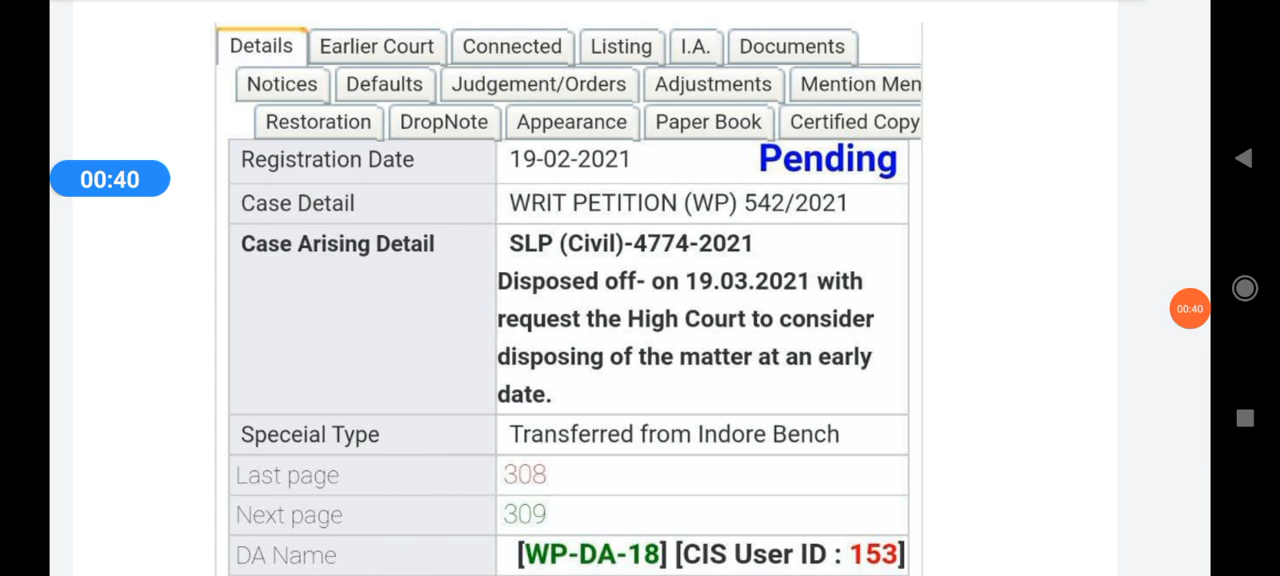 Details Earlier Court Connected Listing I.A. Documents
Notices Defaults Judgement/Orders Adjustments Mention Men
Restoration DropNote Appearance Paper Book Certified Copy
Registration Date 19-02-2021 Pending
00:40
Case Detail WRIT PETITION (WP) 542/2021
Case Arising Detail SLP (Civil)-4774-2021
Disposed off- on 19.03.2021 with
request the High Court to consider
disposing of the matter at an early
date.
00:40
Speceial Type Transferred from Indore Bench
Last page 308
Next page 309
DA Name [WP-DA-18] [CIS User ID : 153]